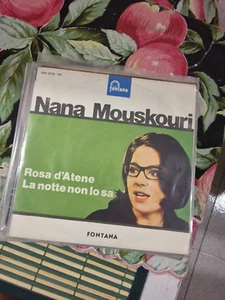 fontana
Nana Mouskouri
Rosa d'Atene
La notte non lo sa
FONTANA